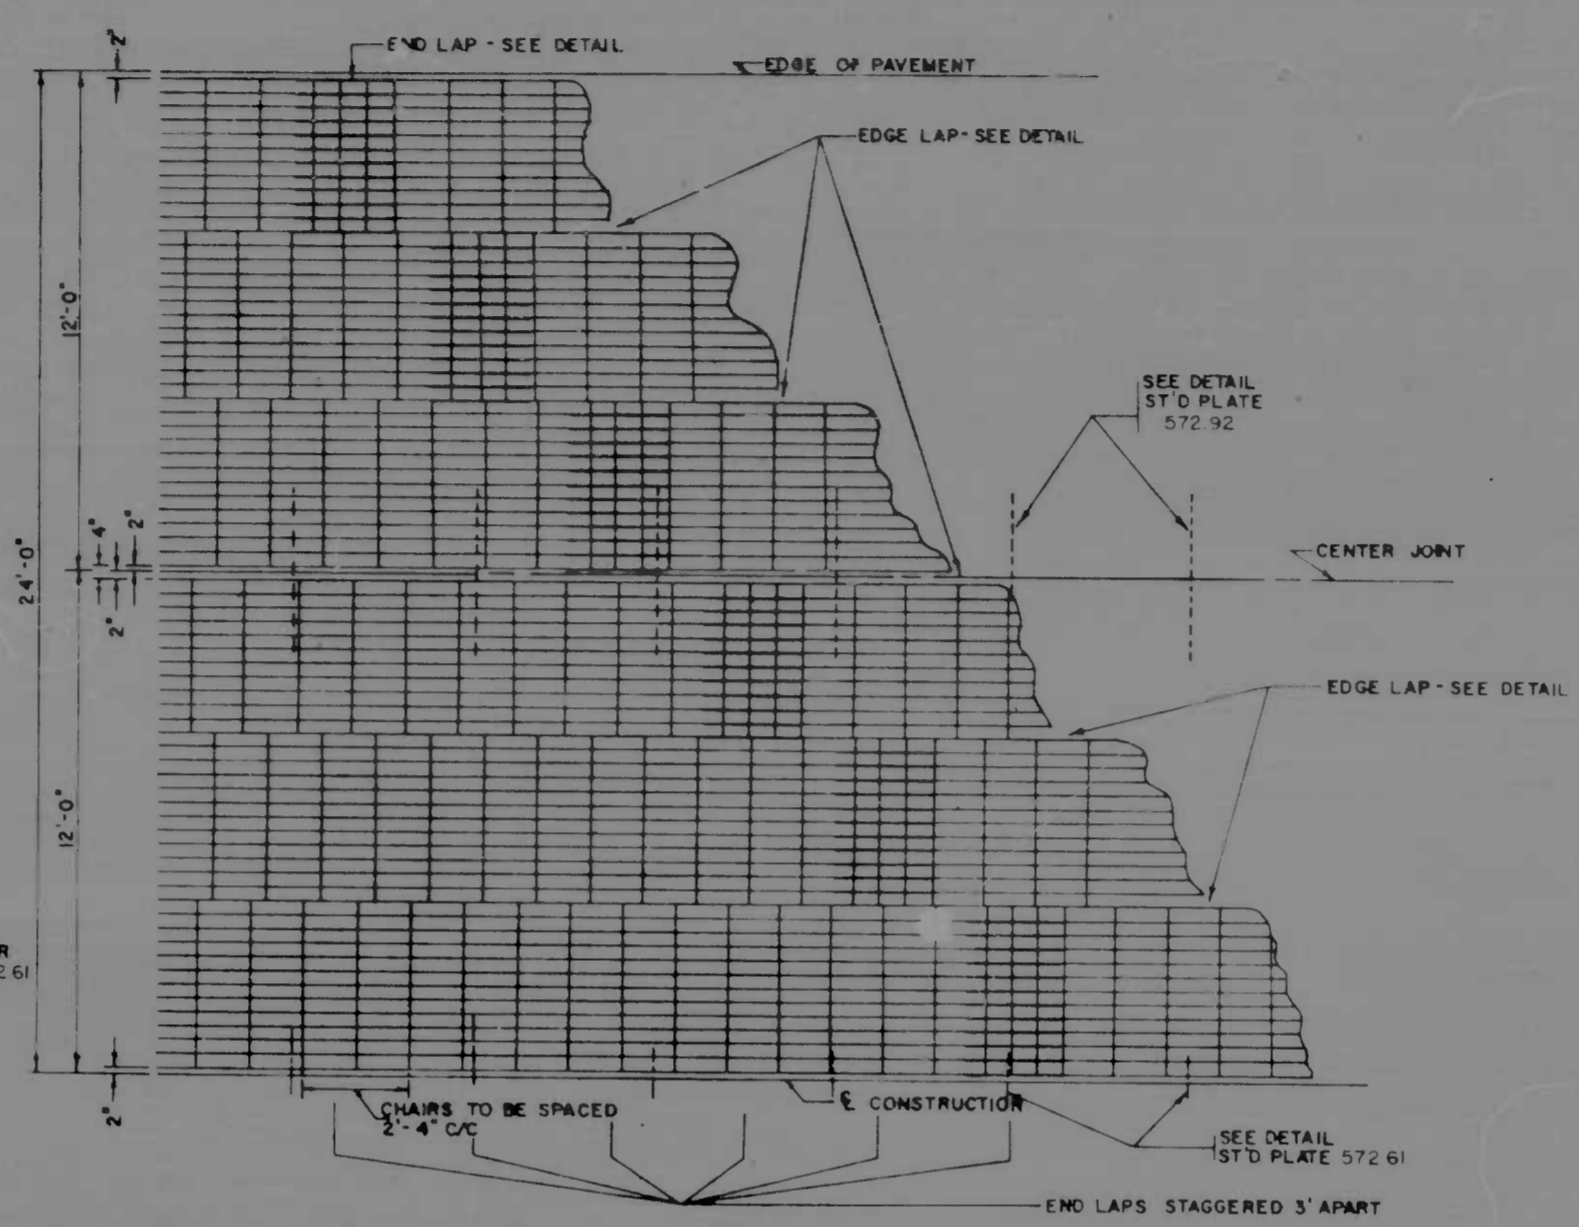 2"
END LAP - SEE DETAIL
EDGE OF PAVEMENT
EDGE LAP - SEE DETAIL
12'-0"
SEE DETAIL
ST'D PLATE
572.92
24'-0"
4"
2"
CENTER JOINT
2"
EDGE LAP - SEE DETAIL
12'-0"
R
2 61
2"
CHAIRS TO BE SPACED
2'-4" C/C
℄ CONSTRUCTION
SEE DETAIL
ST'D PLATE 572 61
END LAPS STAGGERED 3' APART